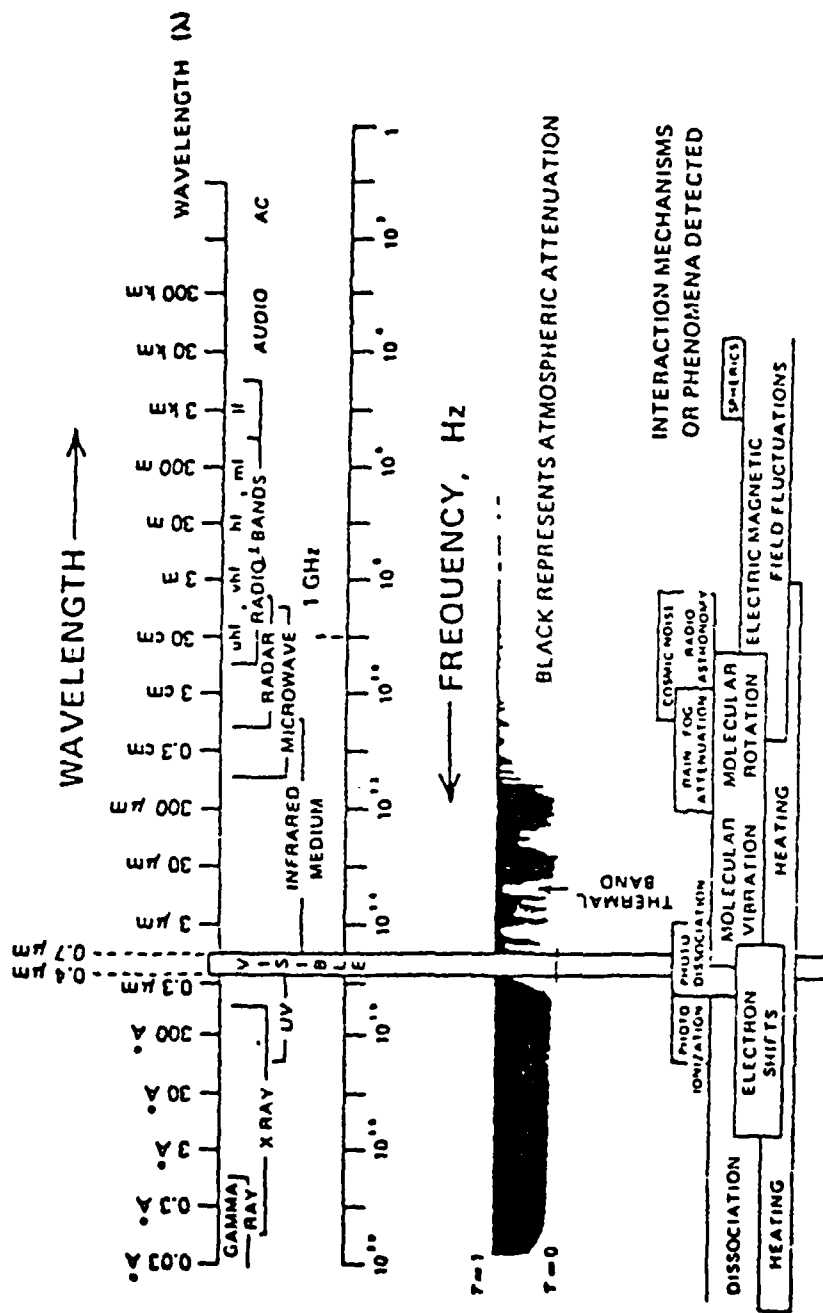 WAVELENGTH
0.03 A° 0.3 A° 3 A° 30 A° 300 A° 0.3 µm 0.4 µm 0.7 µm 3 µm 30 µm 300 µm 0.3 cm 3 cm 30 cm 3 m 30 m 300 m 3 km 30 km 300 km WAVELENGTH (λ)
GAMMA RAY
X RAY
UV
VISIBLE
INFRARED
MEDIUM
MICROWAVE
RADAR
RADIO BANDS
uhf , vhf hf , mf lf
AUDIO AC
1 GHz
1
FREQUENCY, Hz
T=1
T=0
THERMAL
BAND
BLACK REPRESENTS ATMOSPHERIC ATTENUATION
INTERACTION MECHANISMS
OR PHENOMENA DETECTED
PHOTO
IONIZATION
PHOTO
DISSOCIATION
RAIN FOG
ATTENUATION
COSMIC NOISE
RADIO
ASTRONOMY
SPHERICS
DISSOCIATION
ELECTRON
SHIFTS
MOLECULAR
VIBRATION
MOLECULAR
ROTATION
ELECTRIC MAGNETIC
FIELD FLUCTUATIONS
HEATING
HEATING